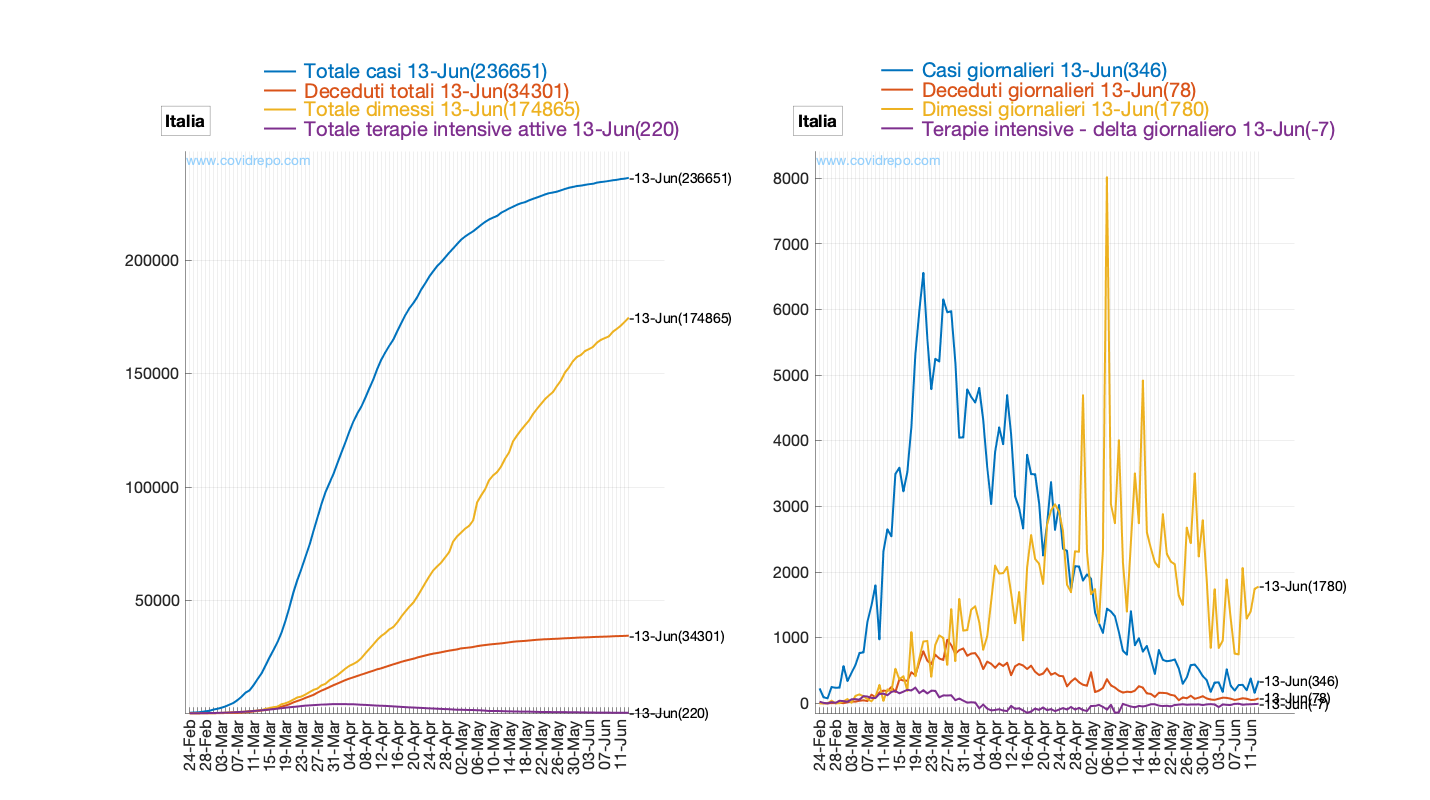 Totale casi 13-Jun(236651)
Deceduti totali 13-Jun(34301)
Totale dimessi 13-Jun(174865)
Totale terapie intensive attive 13-Jun(220)
Italia
www.covidrepo.com
200000
150000
100000
50000
-13-Jun(236651)
-13-Jun(174865)
-13-Jun(34301)
-13-Jun(220)
24-Feb
28-Feb
03-Mar
07-Mar
11-Mar
15-Mar
19-Mar
23-Mar
27-Mar
31-Mar
04-Apr
08-Apr
12-Apr
16-Apr
20-Apr
24-Apr
28-Apr
02-May
06-May
10-May
14-May
18-May
22-May
26-May
30-May
03-Jun
07-Jun
11-Jun
Casi giornalieri 13-Jun(346)
Deceduti giornalieri 13-Jun(78)
Dimessi giornalieri 13-Jun(1780)
Terapie intensive - delta giornaliero 13-Jun(-7)
Italia
www.covidrepo.com
8000
7000
6000
5000
4000
3000
2000
1000
0
-13-Jun(1780)
-13-Jun(346)
-13-Jun(78)
-13-Jun(-7)
24-Feb
28-Feb
03-Mar
07-Mar
11-Mar
15-Mar
19-Mar
23-Mar
27-Mar
31-Mar
04-Apr
08-Apr
12-Apr
16-Apr
20-Apr
24-Apr
28-Apr
02-May
06-May
10-May
14-May
18-May
22-May
26-May
30-May
03-Jun
07-Jun
11-Jun